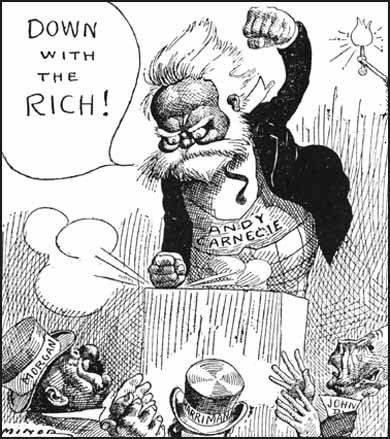 DOWN
WITH
THE
RICH!
ANDY
CARNEGIE
MORGAN
HARRIMAN
JOHN
MINOR